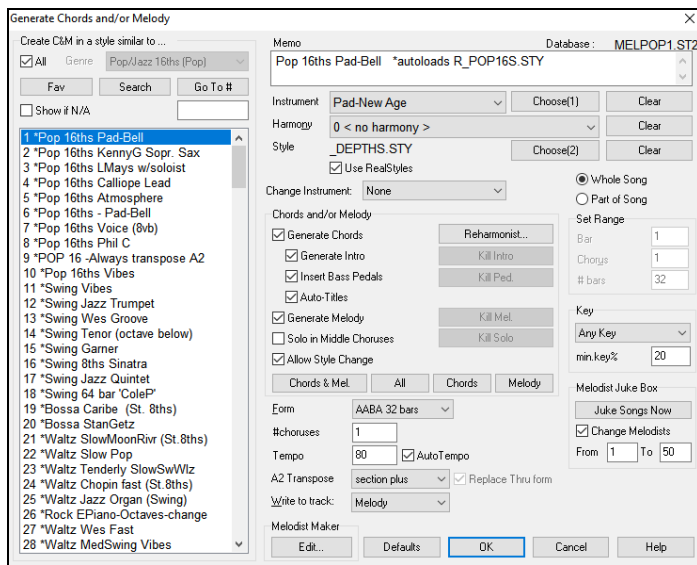 Generate Chords and/or Melody
Create C&M in a style similar to ...
All Genre Pop/Jazz 16ths (Pop)
Fav Search Go To #
Show if N/A
1 *Pop 16ths Pad-Bell
2 *Pop 16ths KennyG Sopr. Sax
3 *Pop 16ths LMays w/soloist
4 *Pop 16ths Calliope Lead
5 *Pop 16ths Atmosphere
6 *Pop 16ths - Pad-Bell
7 *Pop 16ths Voice (8vb)
8 *Pop 16ths Phil C
9 *POP 16 -Always transpose A2
10 *Pop 16ths Vibes
11 *Swing Vibes
12 *Swing Jazz Trumpet
13 *Swing Wes Groove
14 *Swing Tenor (octave below)
15 *Swing Garner
16 *Swing 8ths Sinatra
17 *Swing Jazz Quintet
18 *Swing 64 bar 'ColeP'
19 *Bossa Caribe (St. 8ths)
20 *Bossa StanGetz
21 *Waltz SlowMoonRivr (St.8ths)
22 *Waltz Slow Pop
23 *Waltz Tenderly SlowSwWlz
24 *Waltz Chopin fast (St.8ths)
25 *Waltz Jazz Organ (Swing)
26 *Rock EPiano-Octaves-change
27 *Waltz Wes Fast
28 *Waltz MedSwing Vibes
Memo Database : MELPOP1.ST2
Pop 16ths Pad-Bell *autoloads R_POP16S.STY
Instrument Pad-New Age Choose(1) Clear
Harmony 0 < no harmony > Clear
Style _DEPTHS.STY Choose(2) Clear
Use RealStyles
Change Instrument: None
Whole Song
Part of Song
Chords and/or Melody
Generate Chords Reharmonist...
Generate Intro Kill Intro
Insert Bass Pedals Kill Ped.
Auto-Titles
Generate Melody Kill Mel.
Solo in Middle Choruses Kill Solo
Allow Style Change
Chords & Mel. All Chords Melody
Form AABA 32 bars
#choruses 1
Tempo 80 AutoTempo
A2 Transpose section plus Replace Thru form
Write to track: Melody
Set Range
Bar 1
Chorys 1
# bars 32
Key
Any Key
min.key% 20
Melodist Juke Box
Juke Songs Now
Change Melodists
From 1 To 50
Melodist Maker
Edit... Defaults OK Cancel Help